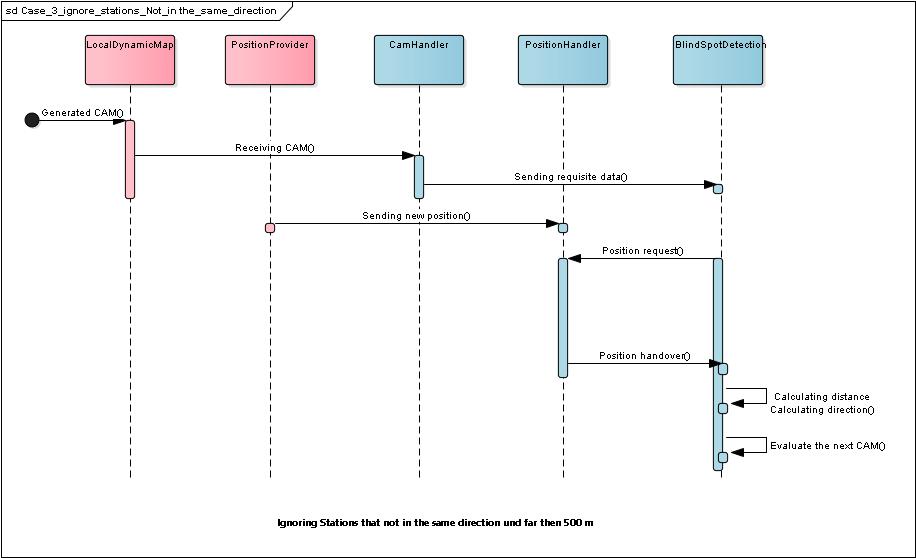 sd Case_3_ignore_stations_Not_in the_same_direction
LocalDynamicMap
PositionProvider
CamHandler
PositionHandler
BlindSpotDetection
Generated CAM()
Receiving CAM()
Sending requisite data()
Sending new position()
Position request()
Position handover()
Calculating distance
Calculating direction()
Evaluate the next CAM()
Ignoring Stations that not in the same direction und far then 500 m